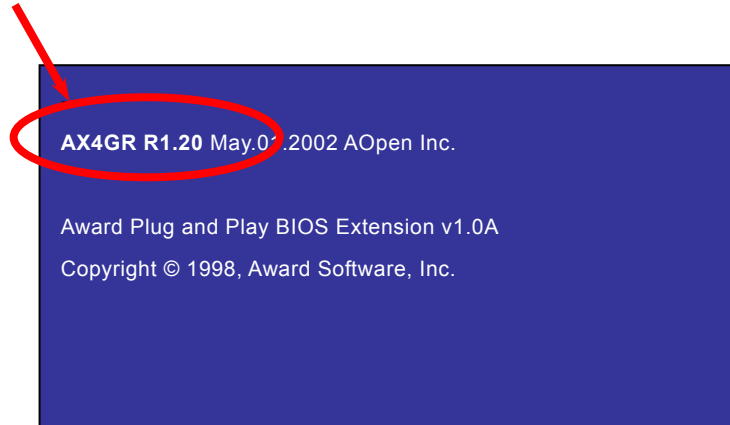 AX4GR R1.20 May.01.2002 AOpen Inc.
Award Plug and Play BIOS Extension v1.0A
Copyright © 1998, Award Software, Inc.